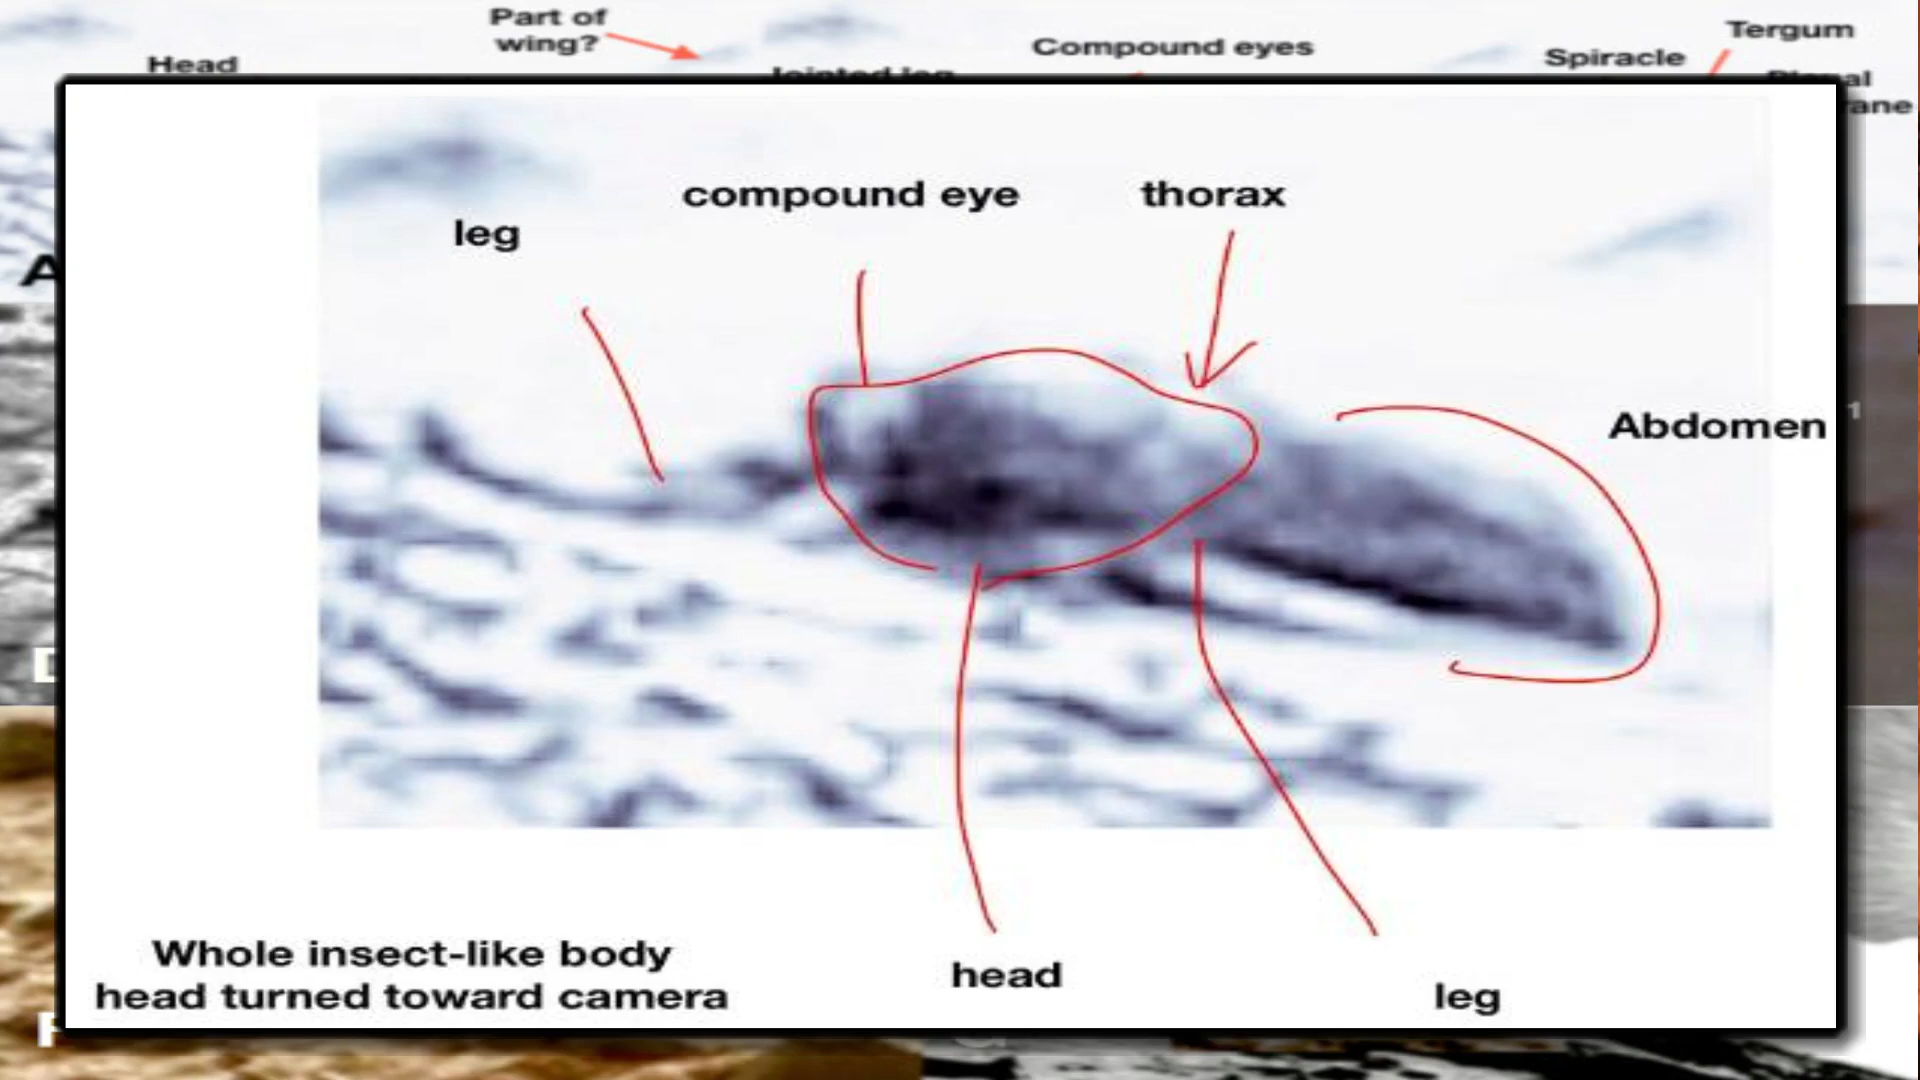 Part of
wing?
Head
Compound eyes
Tergum
Spiracle
compound eye
thorax
leg
Abdomen
1
Whole insect-like body
head turned toward camera
head
leg